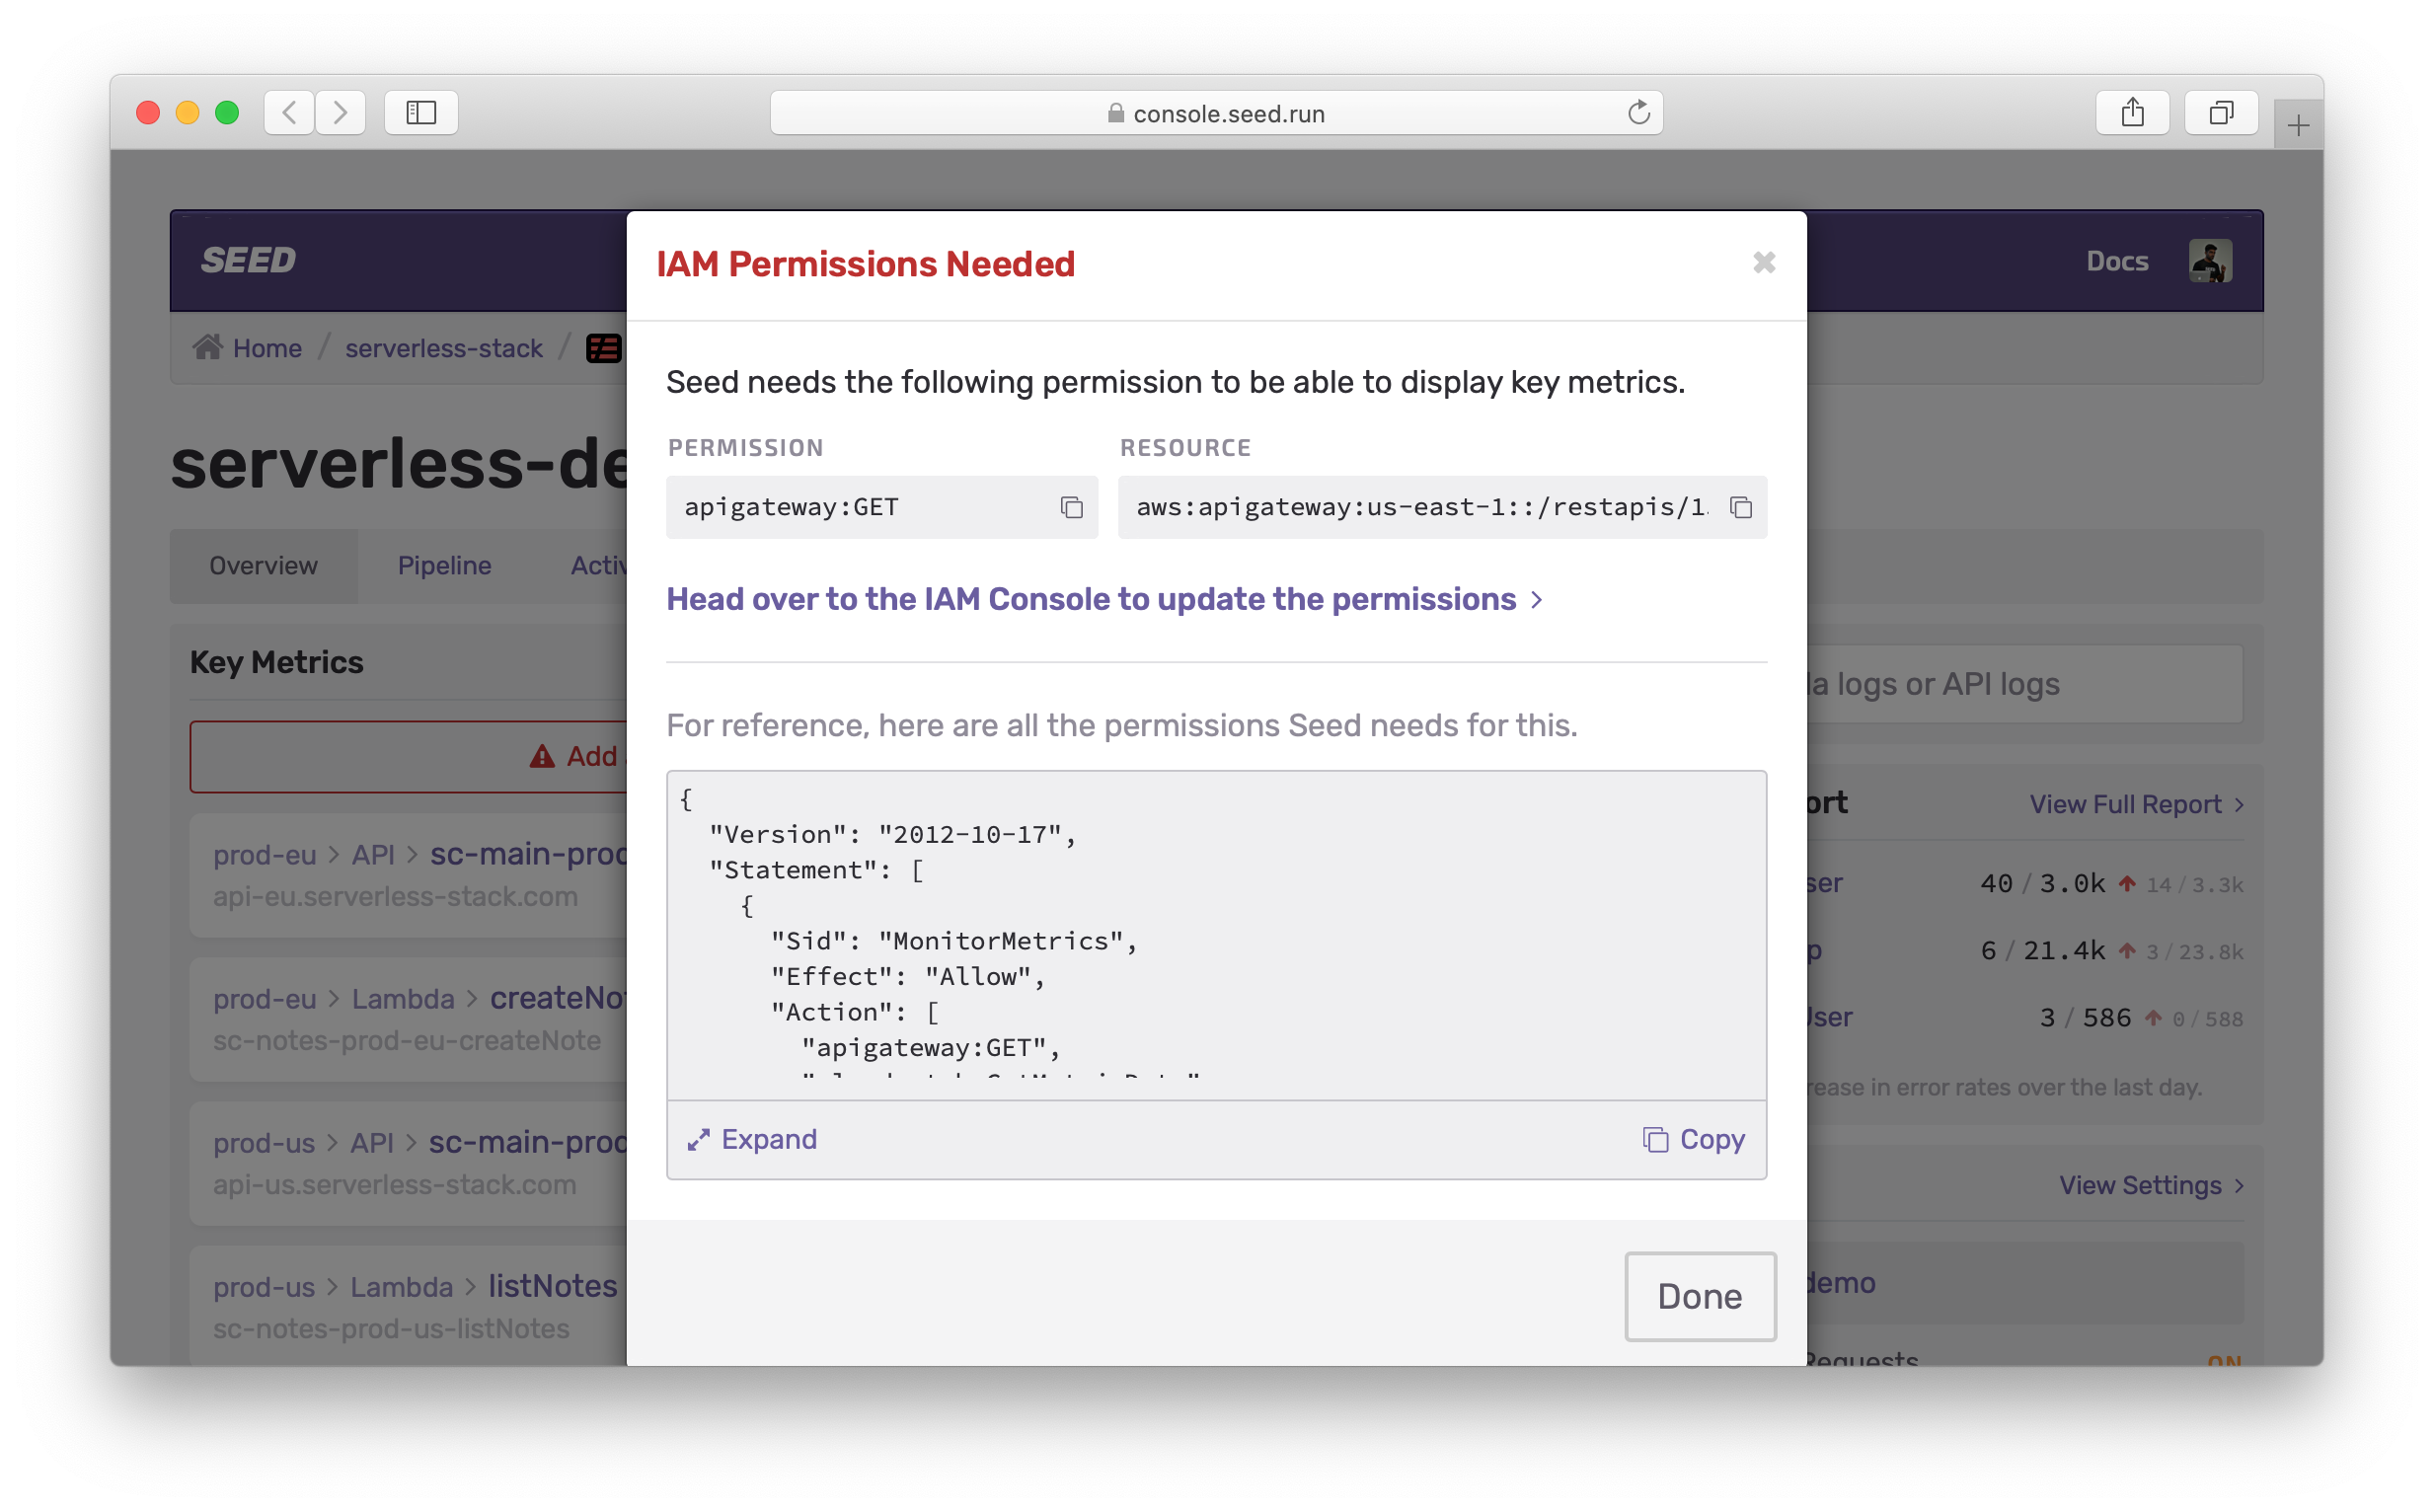 console.seed.run
SEED
Docs
Home / serverless-stack /
serverless-de
Overview
Pipeline
Activ
Key Metrics
Add
prod-eu > API > sc-main-prod
api-eu.serverless-stack.com
prod-eu > Lambda > createNo
sc-notes-prod-eu-createNote
prod-us > API > sc-main-prod
api-us.serverless-stack.com
prod-us > Lambda > listNotes
sc-notes-prod-us-listNotes
IAM Permissions Needed
Seed needs the following permission to be able to display key metrics.
PERMISSION
RESOURCE
apigateway:GET
aws:apigateway:us-east-1::/restapis/1
Head over to the IAM Console to update the permissions >
For reference, here are all the permissions Seed needs for this.
{
"Version": "2012-10-17",
"Statement": [
{
"Sid": "MonitorMetrics",
"Effect": "Allow",
"Action": [
"apigateway:GET",
Expand
Copy
Done
la logs or API logs
ort
View Full Report >
ser
40 / 3.0k
14 / 3.3k
p
6 / 21.4k
3 / 23.8k
Jser
3 / 586
0 / 588
rease in error rates over the last day.
View Settings >
demo
Requests
ON